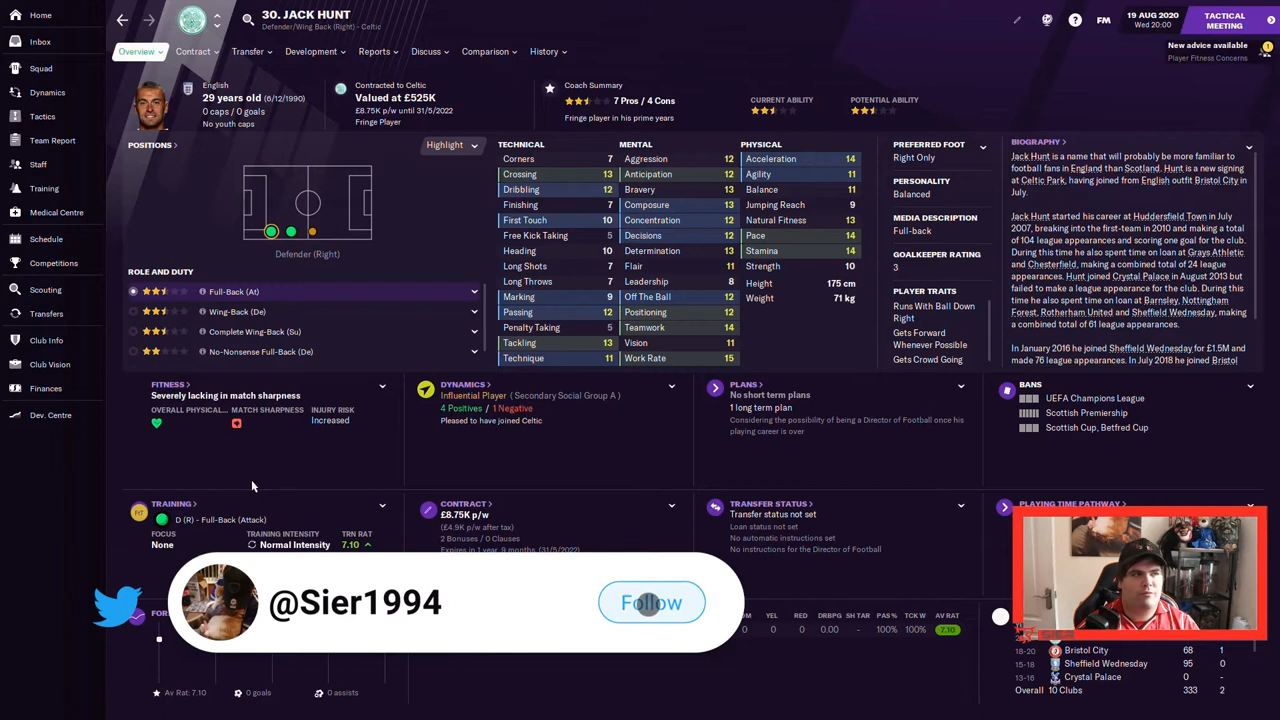 Home
Inbox
Squad
Dynamics
Tactics
Team Report
Staff
Training
Medical Centre
Schedule
Competitions
Scouting
Transfers
Club Info
Club Vision
Finances
Dev. Centre
30. JACK HUNT
Defender/Wing Back (Right) - Celtic
FM
19 AUG 2020
Wed 20:00
TACTICAL
MEETING
Overview
Contract
Transfer
Development
Reports
Discuss
Comparison
History
New advice available
Player Fitness Concerns
English
29 years old (6/12/1990)
0 caps / 0 goals
No youth caps
Contracted to Celtic
Valued at £525K
£8.75K p/w until 31/5/2022
Fringe Player
Coach Summary
7 Pros / 4 Cons
Fringe player in his prime years
CURRENT ABILITY
POTENTIAL ABILITY
POSITIONS
Highlight
Defender (Right)
ROLE AND DUTY
Full-Back (At)
Wing-Back (De)
Complete Wing-Back (Su)
No-Nonsense Full-Back (De)
TECHNICAL
Corners 7
Crossing 13
Dribbling 12
Finishing 7
First Touch 10
Free Kick Taking 5
Heading 10
Long Shots 7
Long Throws 7
Marking 9
Passing 12
Penalty Taking 5
Tackling 13
Technique 11
MENTAL
Aggression 12
Anticipation 12
Bravery 13
Composure 13
Concentration 12
Decisions 12
Determination 13
Flair 11
Leadership 8
Off The Ball 12
Positioning 12
Teamwork 14
Vision 11
Work Rate 15
PHYSICAL
Acceleration 14
Agility 11
Balance 11
Jumping Reach 9
Natural Fitness 13
Pace 14
Stamina 14
Strength 10
Height 175 cm
Weight 71 kg
PREFERRED FOOT
Right Only
PERSONALITY
Balanced
MEDIA DESCRIPTION
Full-back
GOALKEEPER RATING
3
PLAYER TRAITS
Runs With Ball Down
Right
Gets Forward
Whenever Possible
Gets Crowd Going
BIOGRAPHY
Jack Hunt is a name that will probably be more familiar to
football fans in England than Scotland. Hunt is a new signing
at Celtic Park, having joined from English outfit Bristol City in
July.
Jack Hunt started his career at Huddersfield Town in July
2007, breaking into the first-team in 2010 and making a total
of 104 league appearances and scoring one goal for the club.
During this time he also spent time on loan at Grays Athletic
and Chesterfield, making a combined total of 24 league
appearances. Hunt joined Crystal Palace in August 2013 but
failed to make a league appearance for the club. During this
time he also spent time on loan at Barnsley, Nottingham
Forest, Rotherham United and Sheffield Wednesday, making
a combined total of 61 league appearances.
In January 2016 he joined Sheffield Wednesday for £1.5M and
made 76 league appearances. In July 2018 he joined Bristol
FITNESS
Severely lacking in match sharpness
OVERALL PHYSICAL... MATCH SHARPNESS INJURY RISK
Increased
DYNAMICS
Influential Player ( Secondary Social Group A )
4 Positives / 1 Negative
Pleased to have joined Celtic
PLANS
No short term plans
1 long term plan
Considering the possibility of being a Director of Football once his
playing career is over
BANS
UEFA Champions League
Scottish Premiership
Scottish Cup, Betfred Cup
TRAINING
D (R) - Full-Back (Attack)
FOCUS
None
TRAINING INTENSITY
Normal Intensity
TRN RAT
7.10
CONTRACT
£8.75K p/w
(£4.9K p/w after tax)
2 Bonuses / 0 Clauses
Expires in 1 year, 9 months (31/5/2022)
TRANSFER STATUS
Transfer status not set
Loan status not set
No automatic instructions set
No instructions for the Director of Football
PLAYING TIME PATHWAY
@Sier1994
Follow
FOR
Av Rat: 7.10
0 goals
0 assists
YEL RED DRBPG SH TAR PAS% TCK W AV RAT
0 0 0 0.00 - 100% 100% 7.10
18-20 Bristol City 68 1
15-18 Sheffield Wednesday 95 0
13-16 Crystal Palace 0 -
Overall 10 Clubs 333 2